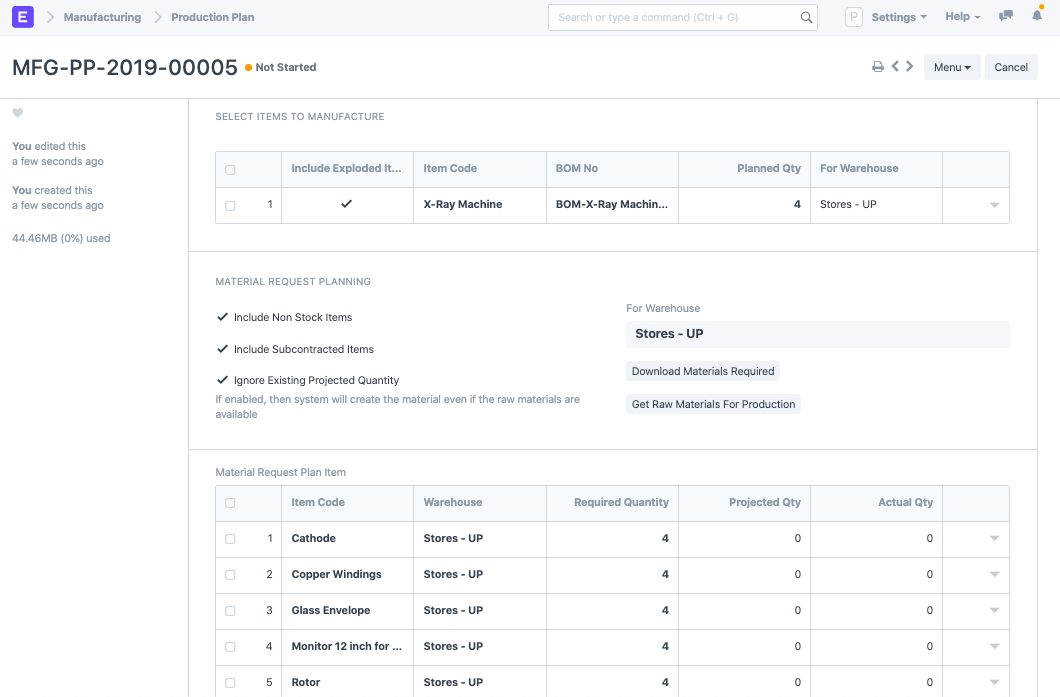 E Manufacturing Production Plan Search or type a command (Ctrl + G) P Settings Help
MFG-PP-2019-00005 Not Started Menu Cancel
You edited this
a few seconds ago
You created this
a few seconds ago
44.46MB (0%) used
SELECT ITEMS TO MANUFACTURE
Include Exploded It... Item Code BOM No Planned Qty For Warehouse
1 X-Ray Machine BOM-X-Ray Machin... 4 Stores - UP
MATERIAL REQUEST PLANNING
Include Non Stock Items
Include Subcontracted Items
Ignore Existing Projected Quantity
If enabled, then system will create the material even if the raw materials are
available
For Warehouse
Stores - UP
Download Materials Required
Get Raw Materials For Production
Material Request Plan Item
Item Code Warehouse Required Quantity Projected Qty Actual Qty
1 Cathode Stores - UP 4 0 0
2 Copper Windings Stores - UP 4 0 0
3 Glass Envelope Stores - UP 4 0 0
4 Monitor 12 inch for ... Stores - UP 4 0 0
5 Rotor Stores - UP 4 0 0